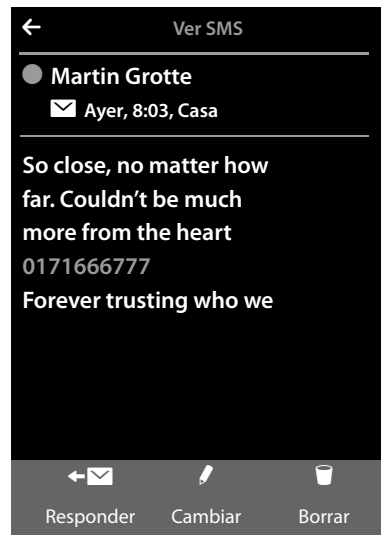 Ver SMS
Martin Grotte
Ayer, 8:03, Casa
So close, no matter how
far. Couldn't be much
more from the heart
0171666777
Forever trusting who we
Responder Cambiar Borrar